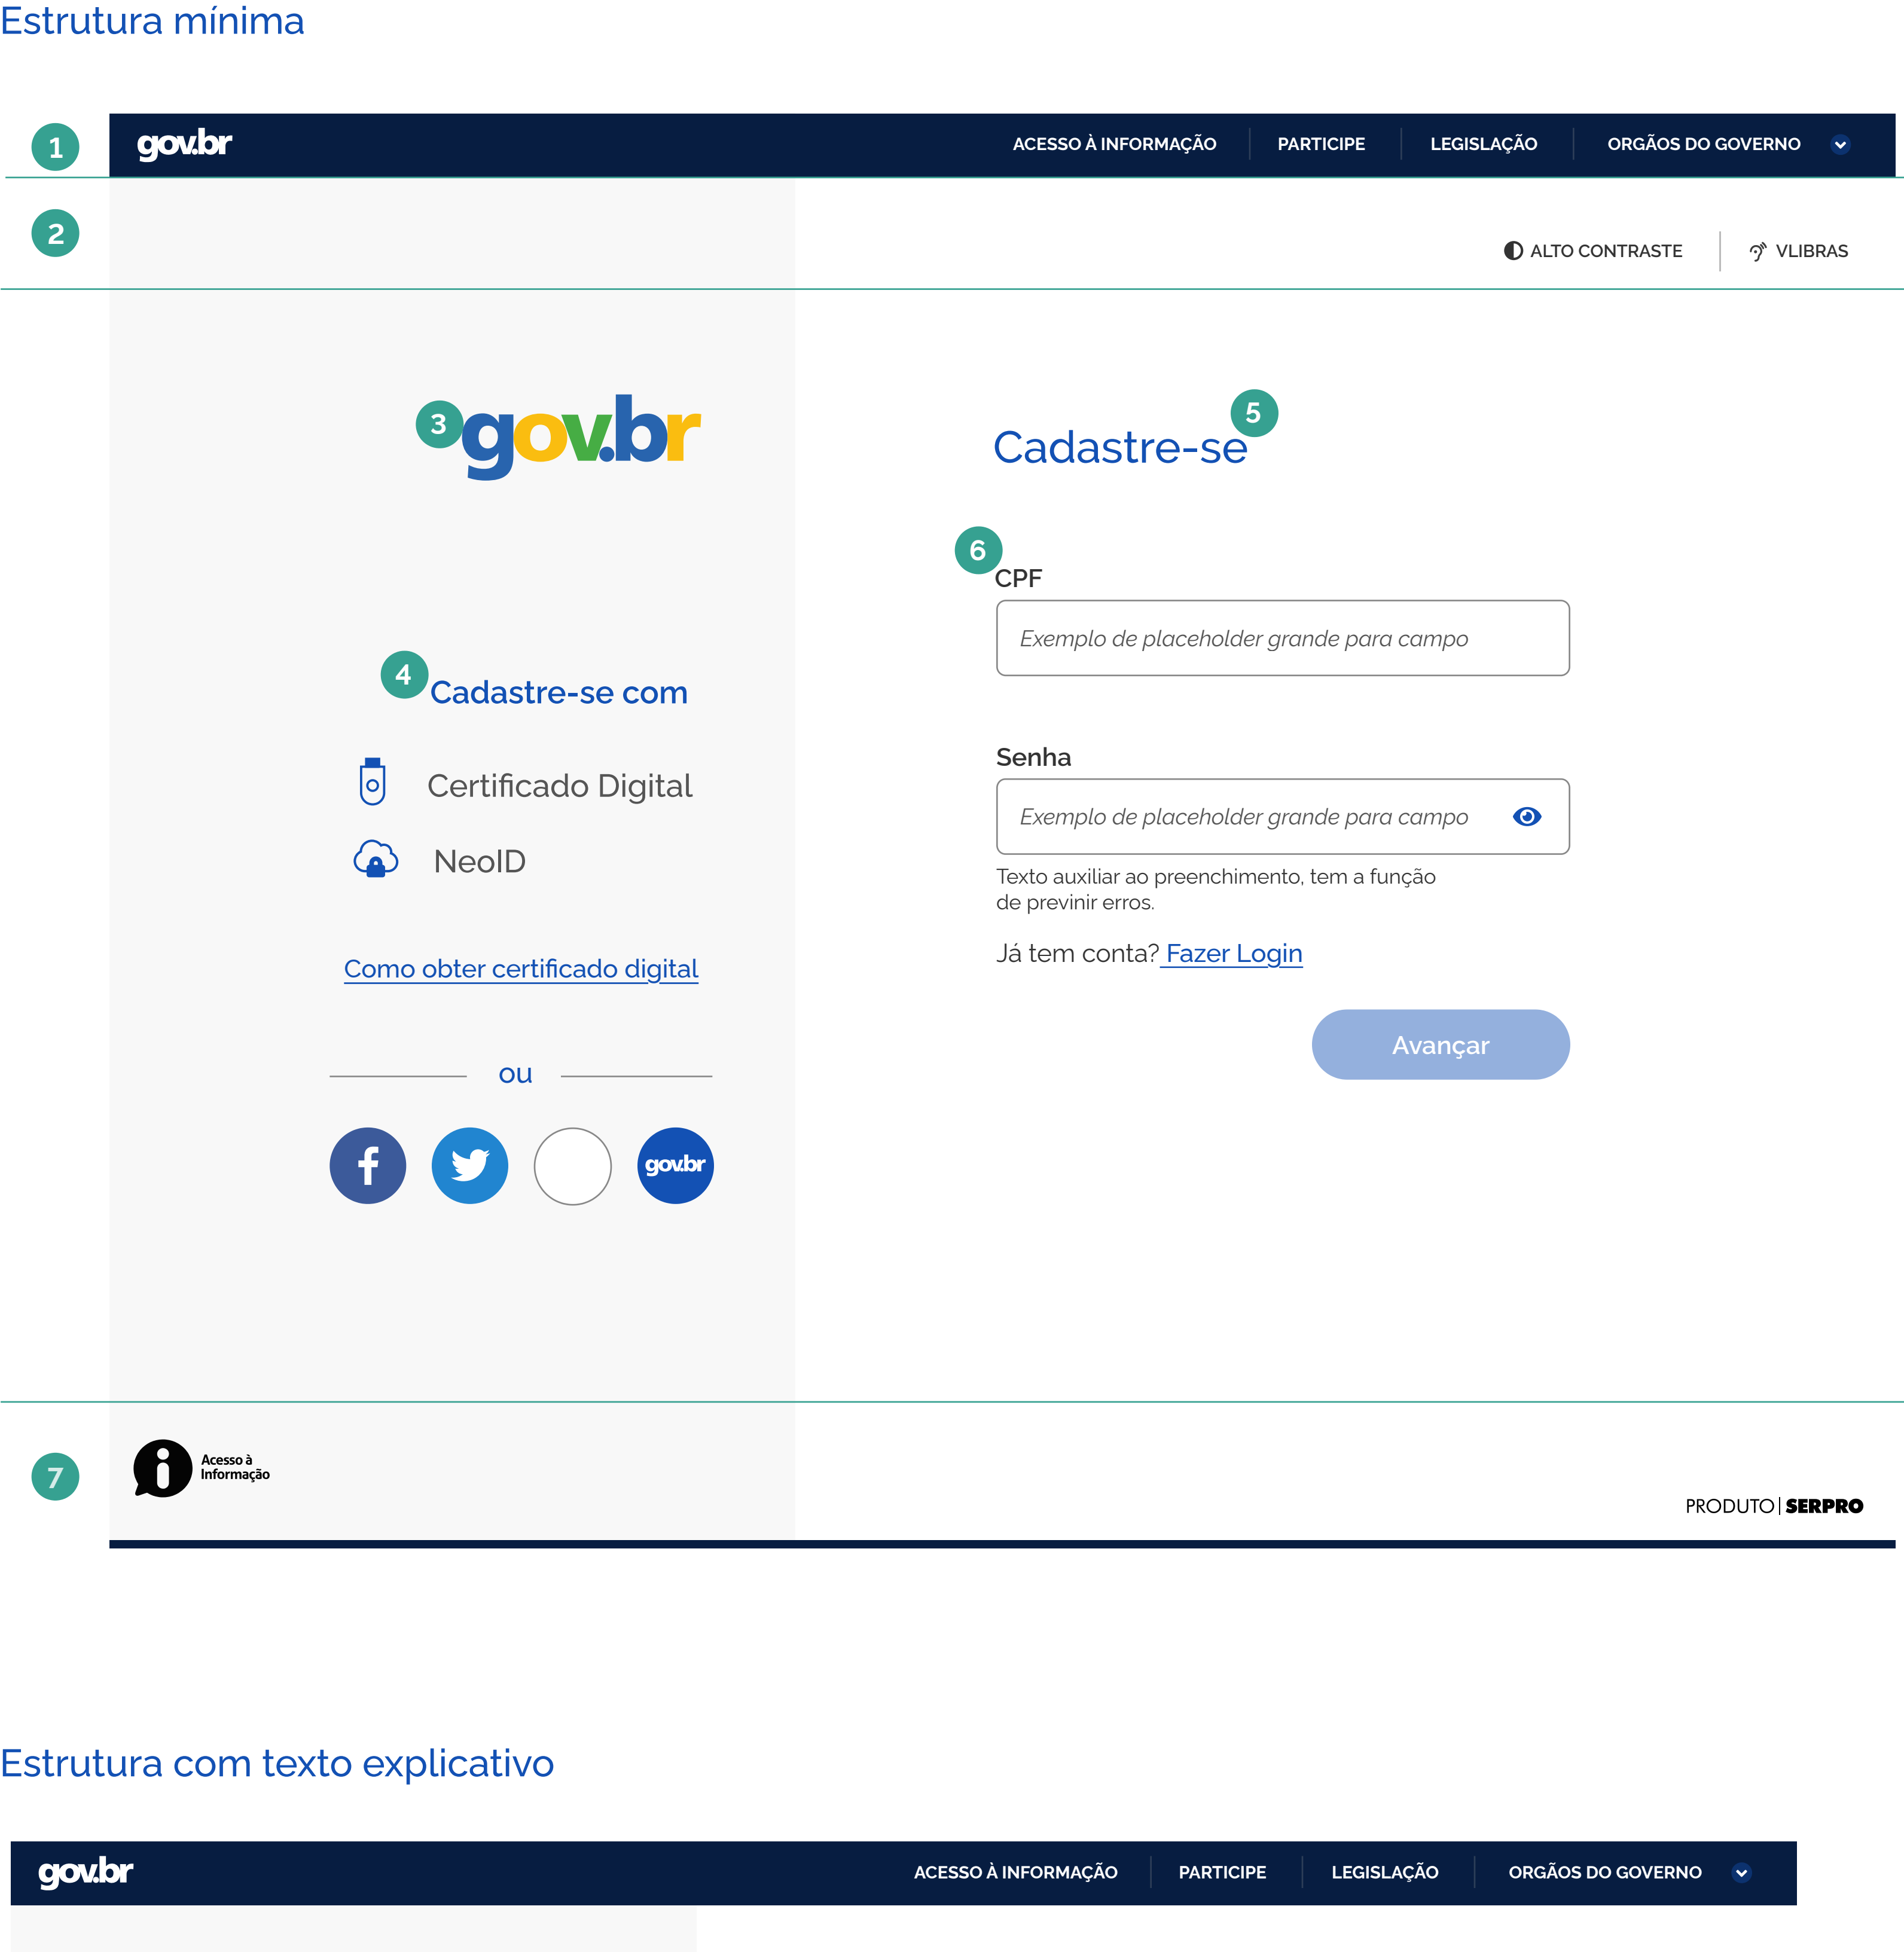 Estrutura mínima
1
gov.br
ACESSO À INFORMAÇÃO
PARTICIPE
LEGISLAÇÃO
ORGÃOS DO GOVERNO
2
ALTO CONTRASTE
VLIBRAS
3
gov.br
4
Cadastre-se com
Certificado Digital
NeoID
Como obter certificado digital
ou
f
gov.br
5
Cadastre-se
6
CPF
Exemplo de placeholder grande para campo
Senha
Exemplo de placeholder grande para campo
Texto auxiliar ao preenchimento, tem a função
de previnir erros.
Já tem conta? Fazer Login
Avançar
7
i
Acesso à
Informação
PRODUTO | SERPRO
Estrutura com texto explicativo
gov.br
ACESSO À INFORMAÇÃO
PARTICIPE
LEGISLAÇÃO
ORGÃOS DO GOVERNO